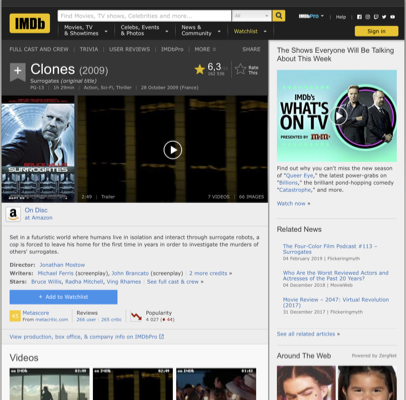 IMDb
Find Movies, TV shows, Celebrities and more...
All
IMDbPro
Help
Movies, TV & Showtimes
Celebs, Events & Photos
News & Community
Watchlist
Sign in
FULL CAST AND CREW | TRIVIA | USER REVIEWS | IMDbPro | MORE
SHARE
Clones (2009)
Surrogates (original title)
PG-13 | 1h 29min | Action, Sci-Fi, Thriller | 28 October 2009 (France)
6,3
Rate This
SURROGATES
2:49 | Trailer
7 VIDEOS | 66 IMAGES
On Disc
at Amazon
Set in a futuristic world where humans live in isolation and interact through surrogate robots, a
cop is forced to leave his home for the first time in years in order to investigate the murders of
others' surrogates.
Director: Jonathan Mostow
Writers: Michael Ferris (screenplay), John Brancato (screenplay) | 2 more credits »
Stars: Bruce Willis, Radha Mitchell, Ving Rhames | See full cast & crew »
+ Add to Watchlist
Metascore
From metacritic.com
Reviews
266 user | 265 critic
Popularity
4 027 (44)
View production, box office, & company info on IMDbPro
Videos
The Shows Everyone Will Be Talking
About This Week
IMDb's
WHAT'S
ON TV
PRESENTED BY
Find out why you can't miss the new season
of "Queer Eye," the latest power-grabs on
"Billions," the brilliant pond-hopping comedy
"Catastrophe," and more.
Watch now »
Related News
The Four-Color Film Podcast #113 –
Surrogates
04 February 2019 | Flickeringmyth
Who Are the Worst Reviewed Actors and
Actresses of the Past 20 Years?
04 December 2018 | MovieWeb
Movie Review – 2047: Virtual Revolution
(2017)
31 December 2017 | Flickeringmyth
See all related articles »
Around The Web
Powered by ZergNet